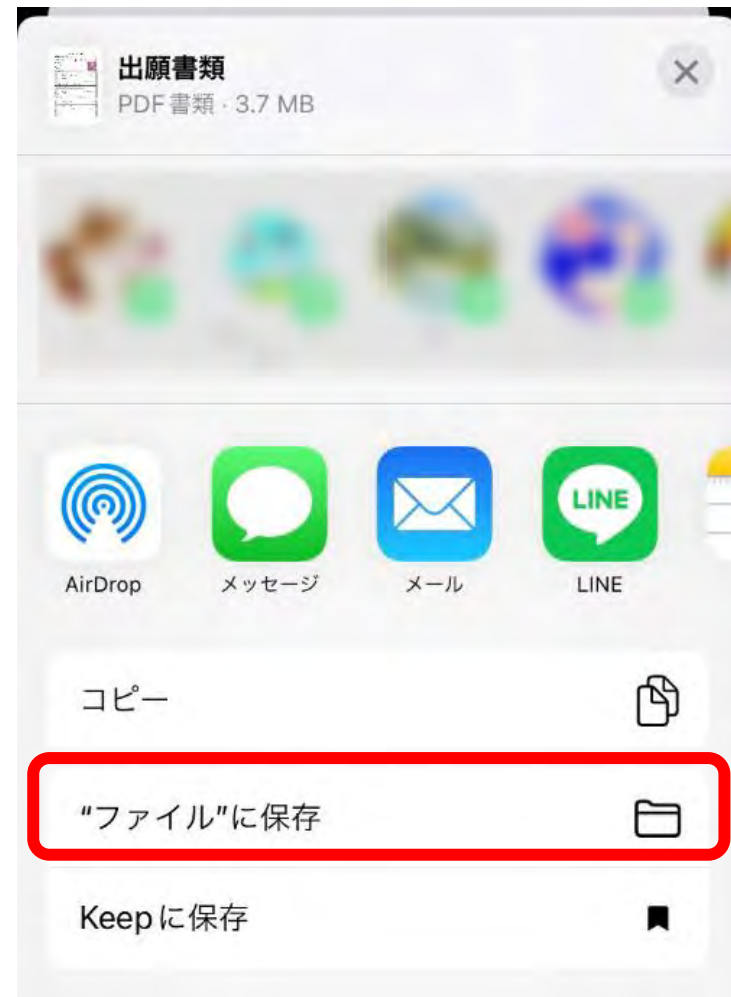 出願書類
PDF書類 · 3.7 MB
LINE
AirDrop
メッセージ
メール
LINE
コピー
“ファイル”に保存
Keepに保存